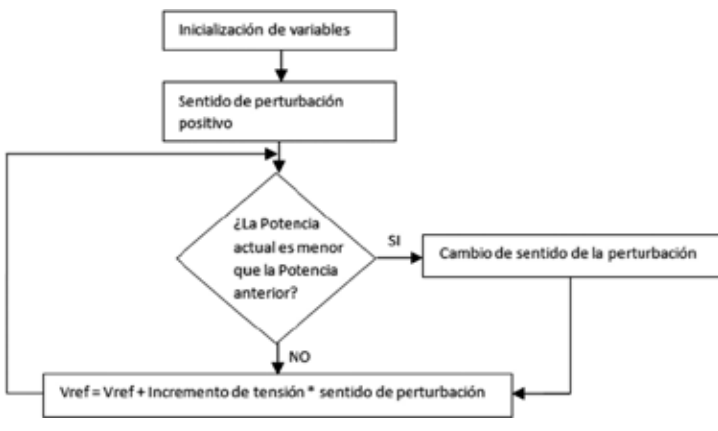 Inicialización de variables
Sentido de perturbación
positivo
¿La Potencia
actual es menor
que la Potencia
anterior?
SI
Cambio de sentido de la perturbación
NO
Vref = Vref + Incremento de tensión * sentido de perturbación